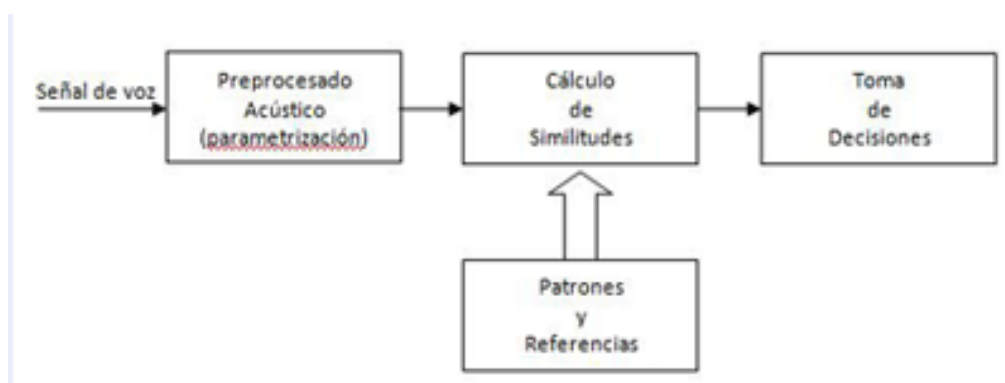 Señal de voz
Preprocesado
Acústico
(parametrización)
Cálculo
de
Similitudes
Toma
de
Decisiones
Patrones
y
Referencias